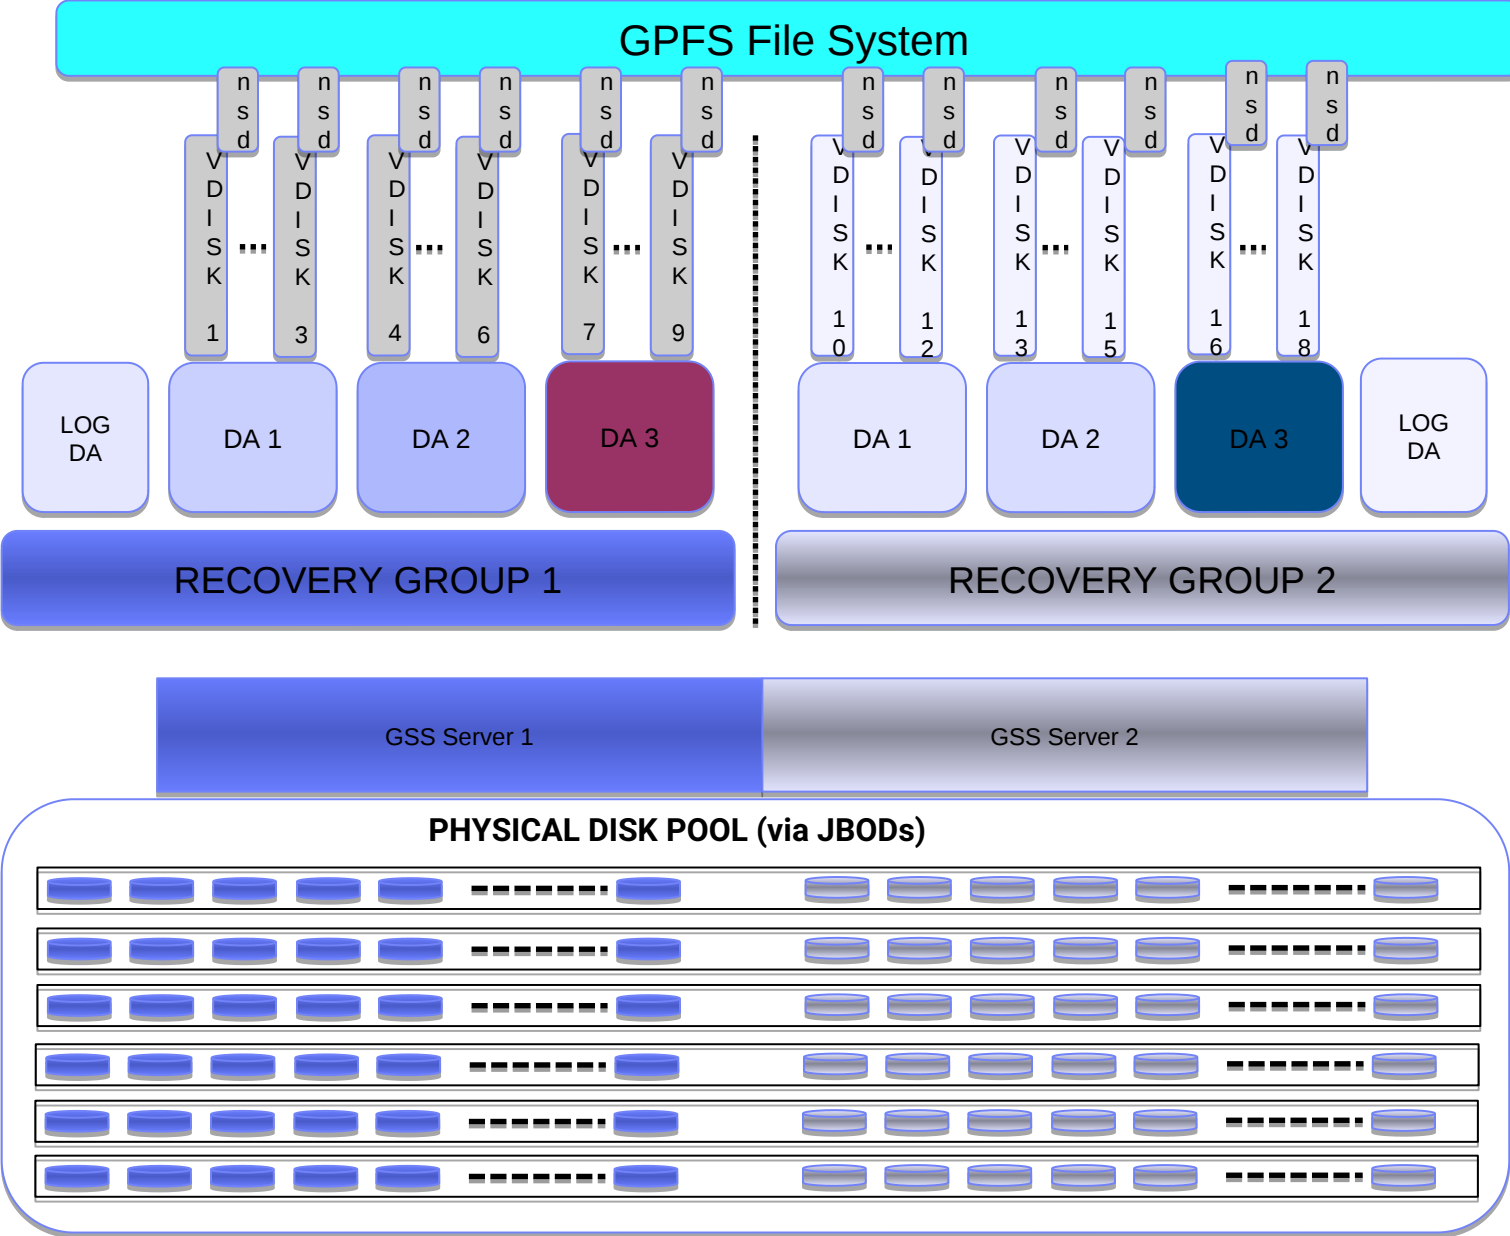 GPFS File System
nsd
nsd
nsd
nsd
nsd
nsd
nsd
nsd
nsd
nsd
nsd
nsd
VDISK 1
VDISK 3
VDISK 4
VDISK 6
VDISK 7
VDISK 9
VDISK 10
VDISK 12
VDISK 13
VDISK 15
VDISK 16
VDISK 18
LOG
DA
DA 1
DA 2
DA 3
DA 1
DA 2
DA 3
LOG
DA
RECOVERY GROUP 1
RECOVERY GROUP 2
GSS Server 1
GSS Server 2
PHYSICAL DISK POOL (via JBODs)